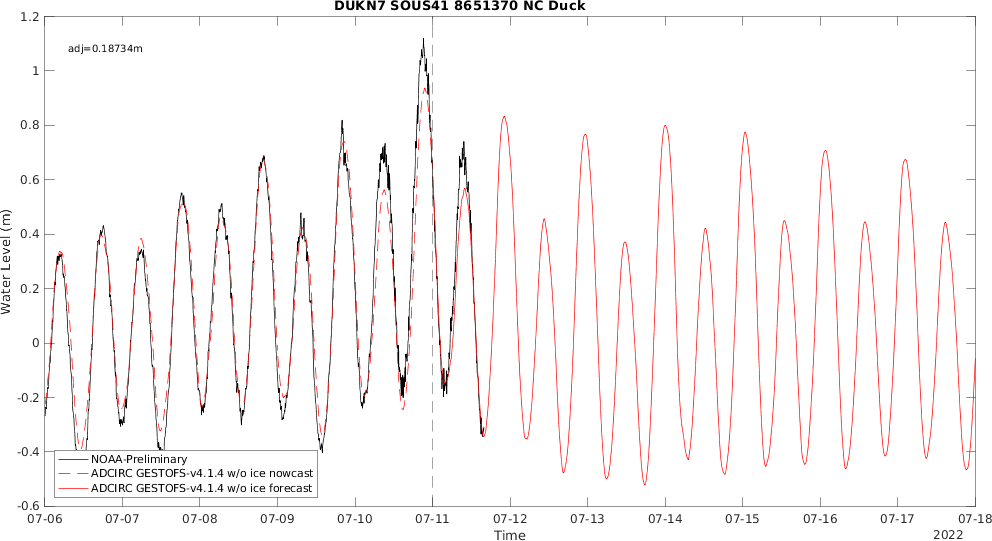 DUKN7 SOUS41 8651370 NC Duck
adj=0.18734m
1.2
1
0.8
0.6
0.4
0.2
0
-0.2
-0.4
-0.6
Water Level (m)
NOAA-Preliminary
ADCIRC GESTOFS-v4.1.4 w/o ice nowcast
ADCIRC GESTOFS-v4.1.4 w/o ice forecast
07-06 07-07 07-08 07-09 07-10 07-11 07-12 07-13 07-14 07-15 07-16 07-17 07-18
Time
2022